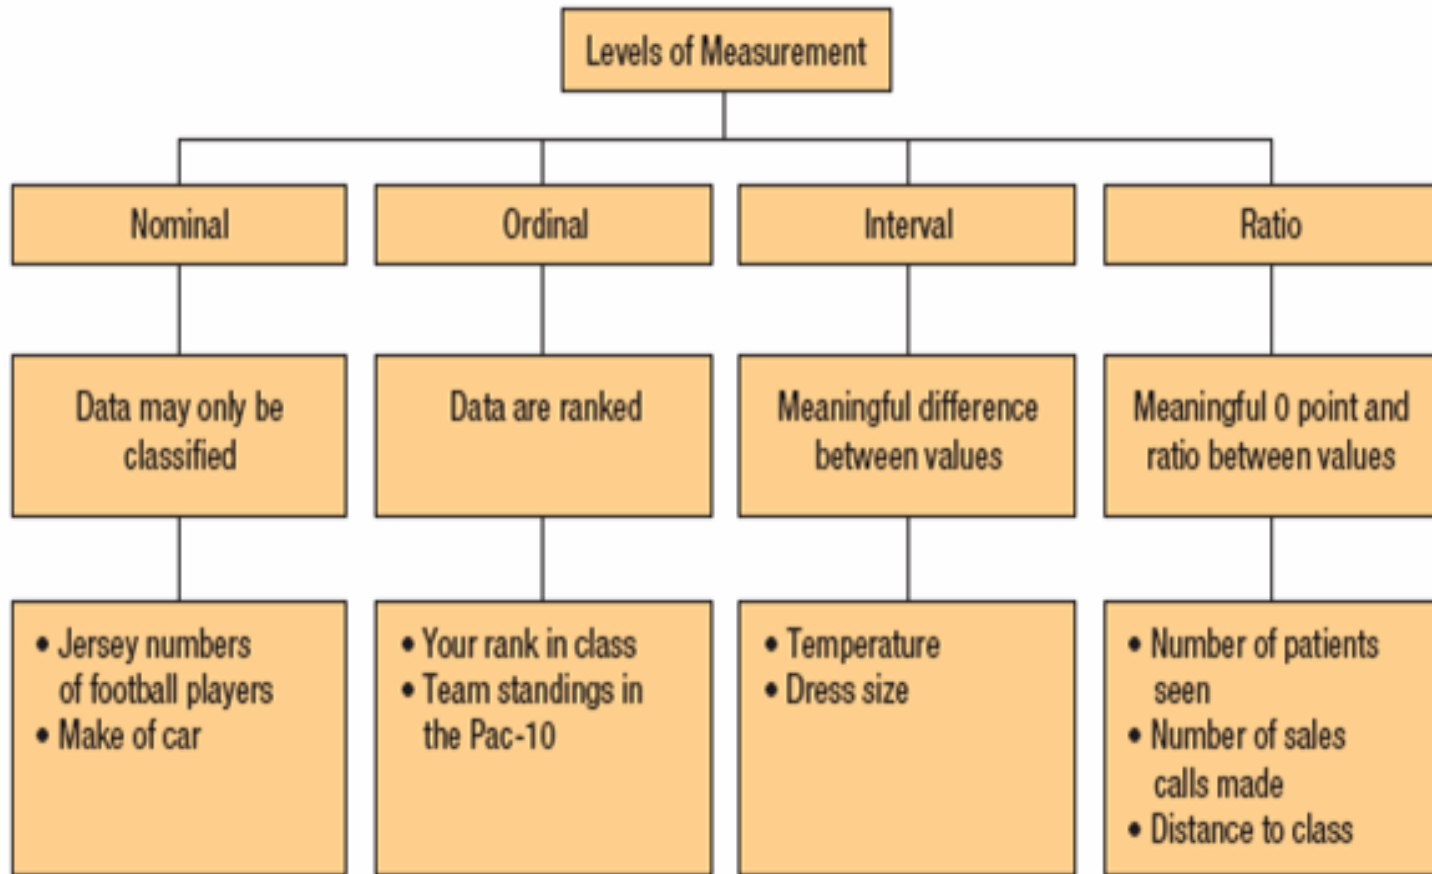 Levels of Measurement
Nominal
Ordinal
Interval
Ratio
Data may only be
classified
Data are ranked
Meaningful difference
between values
Meaningful 0 point and
ratio between values
• Jersey numbers
of football players
• Make of car
• Your rank in class
• Team standings in
the Pac-10
• Temperature
• Dress size
• Number of patients
seen
• Number of sales
calls made
• Distance to class